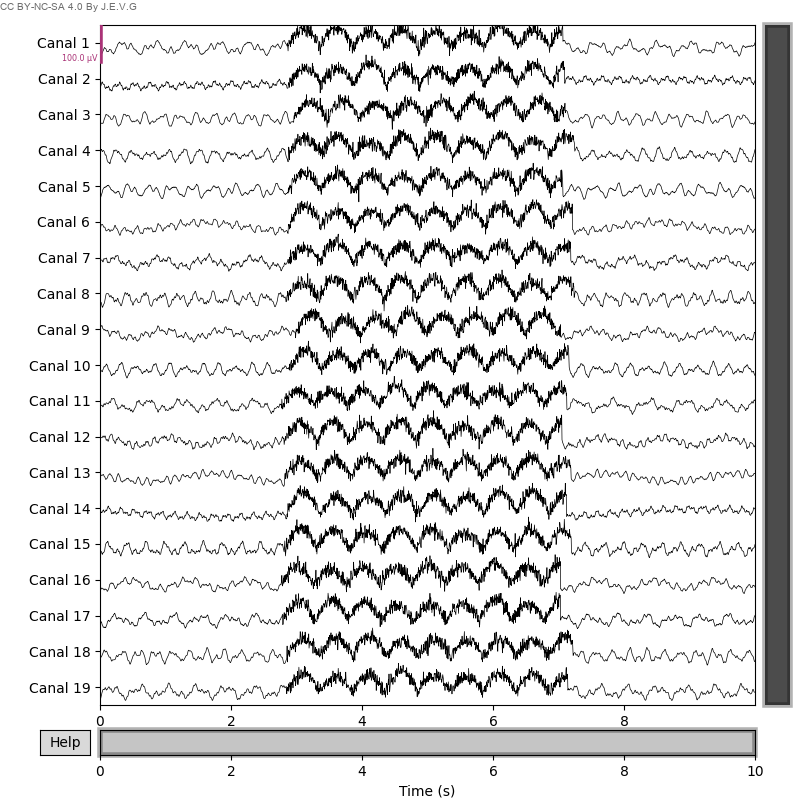 CC BY-NC-SA 4.0 By J.E.V.G
Canal 1
100.0 µV
Canal 2
Canal 3
Canal 4
Canal 5
Canal 6
Canal 7
Canal 8
Canal 9
Canal 10
Canal 11
Canal 12
Canal 13
Canal 14
Canal 15
Canal 16
Canal 17
Canal 18
Canal 19
0 2 4 6 8
Help
0 2 4 6 8 10
Time (s)